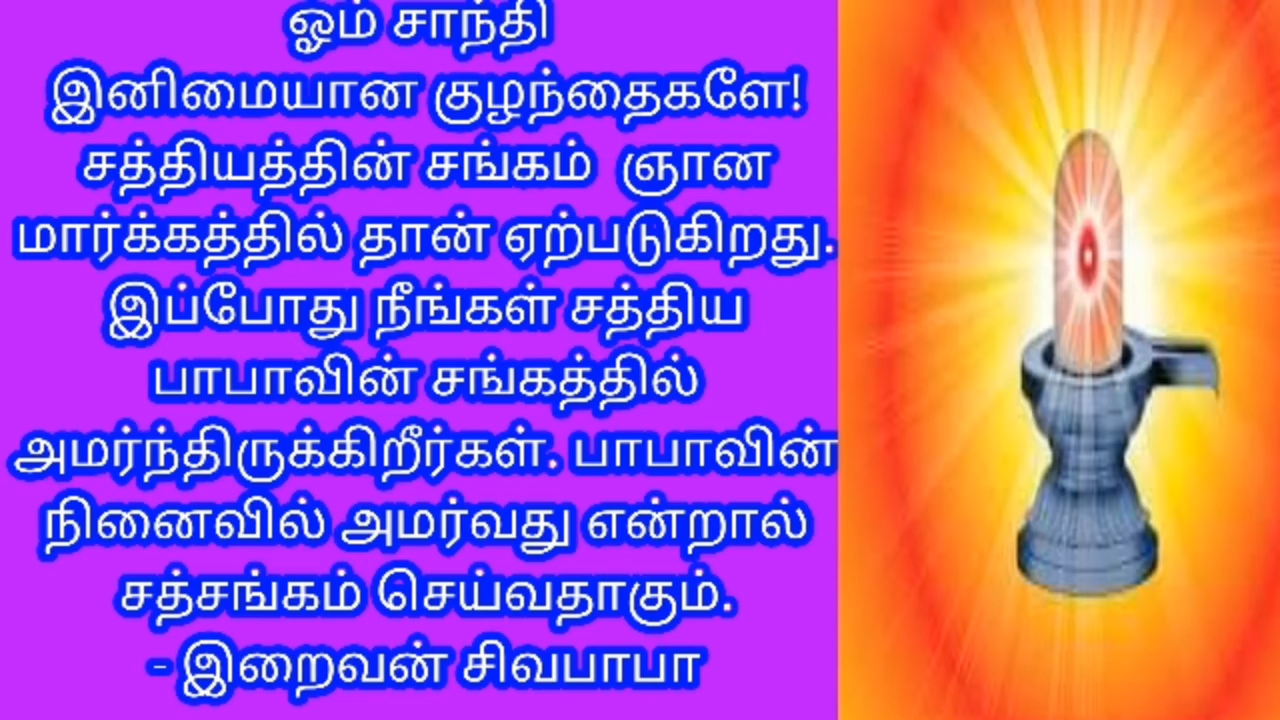 ஓம் சாந்தி
இனிமையான குழந்தைகளே!
சத்தியத்தின் சங்கம் ஞான
மார்க்கத்தில் தான் ஏற்படுகிறது.
இப்போது நீங்கள் சத்திய
பாபாவின் சங்கத்தில்
அமர்ந்திருக்கிறீர்கள். பாபாவின்
நினைவில் அமர்வது என்றால்
சத்சங்கம் செய்வதாகும்.
- இறைவன் சிவபாபா